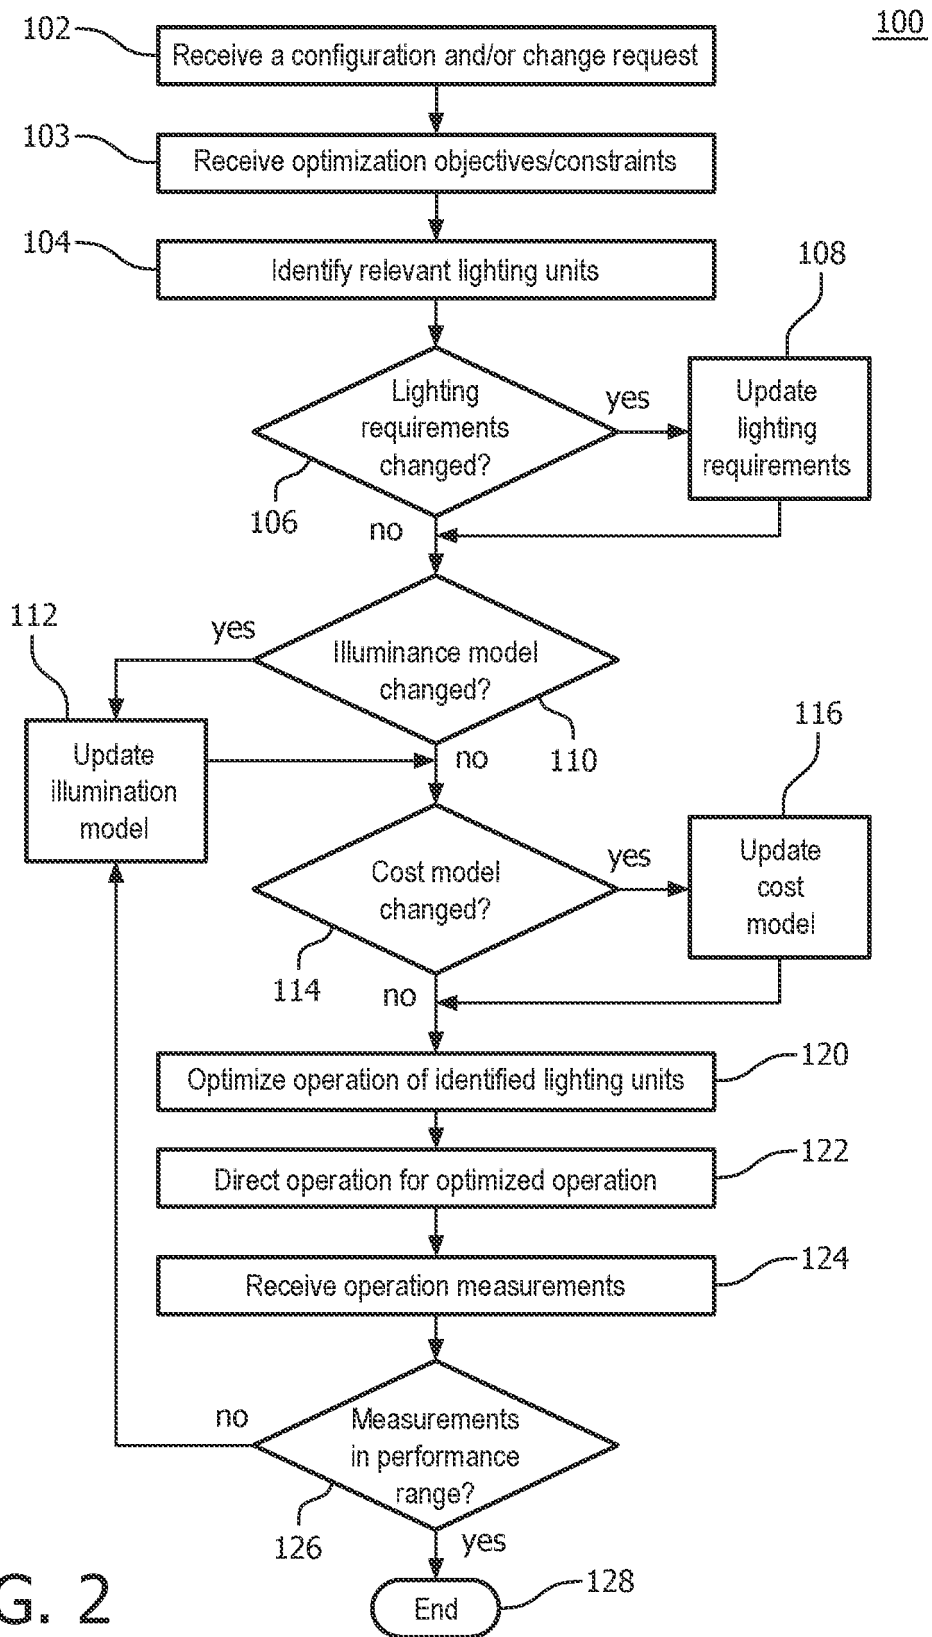 100
102
Receive a configuration and/or change request
103
Receive optimization objectives/constraints
104
Identify relevant lighting units
108
Lighting
requirements
changed?
yes
Update
lighting
requirements
106
no
112
yes
Illuminance model
changed?
110
no
Update
illumination
model
116
Cost model
changed?
yes
Update
cost
model
114
no
Optimize operation of identified lighting units
120
Direct operation for optimized operation
122
Receive operation measurements
124
no
Measurements
in performance
range?
126
yes
End
128
G. 2